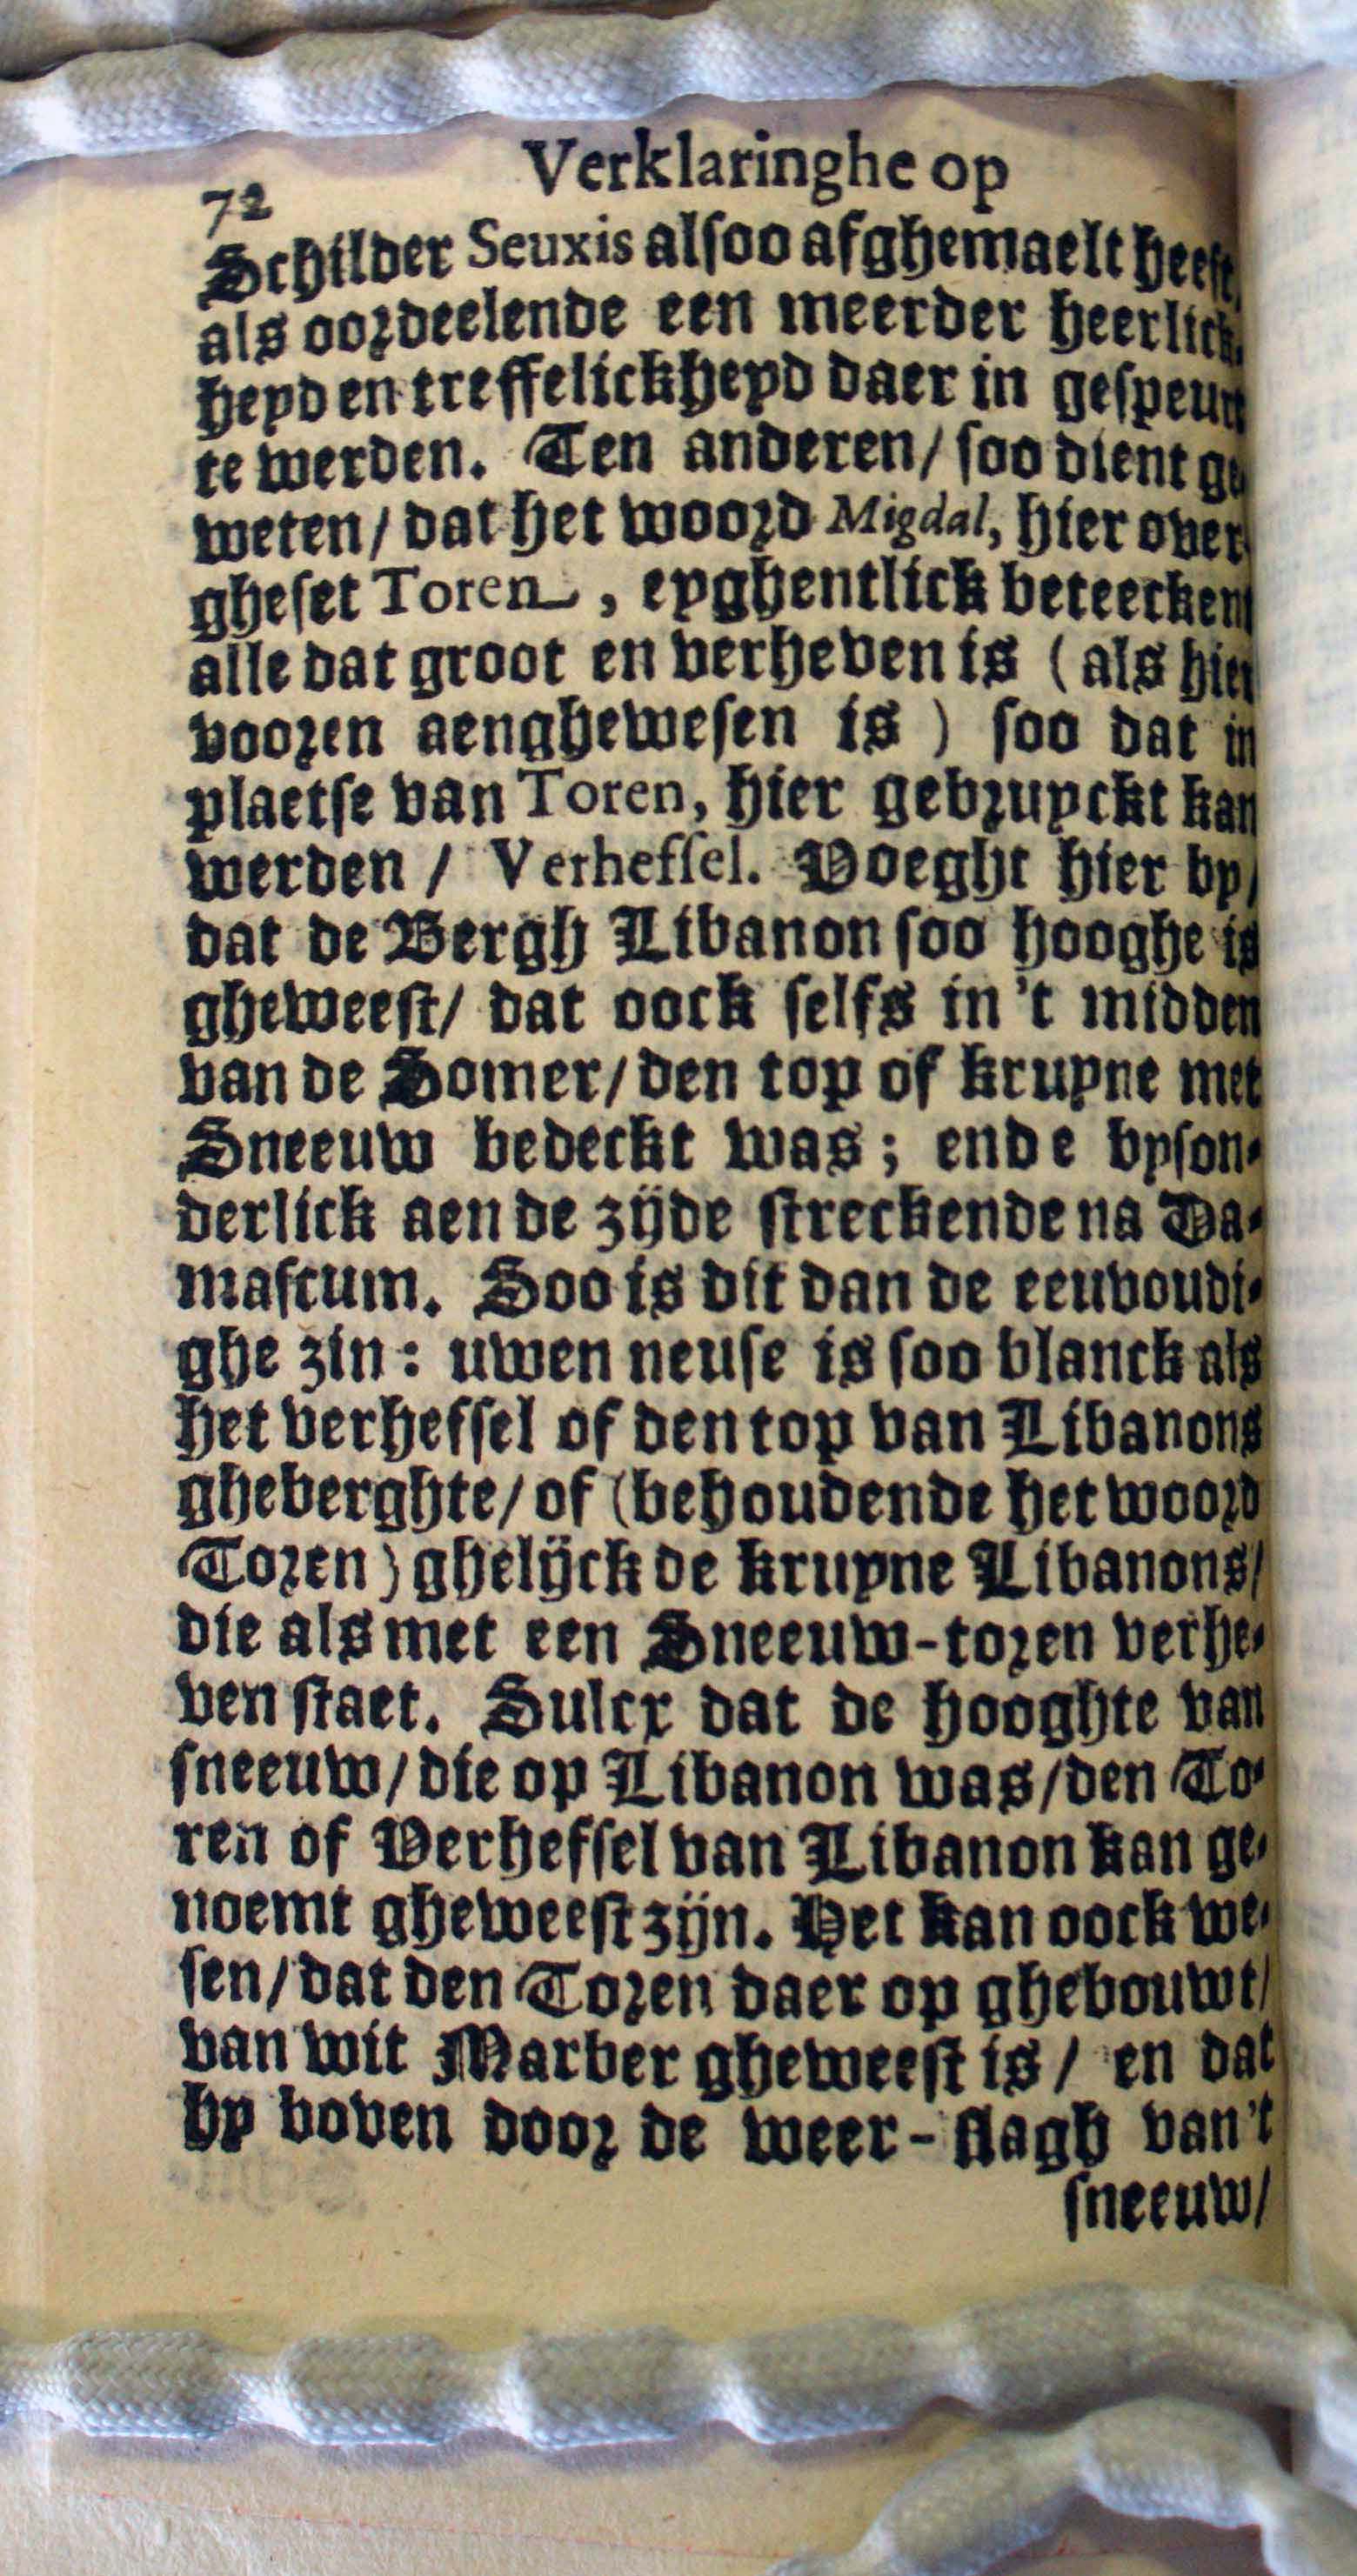 72 Verklaringhe op
Schilder Seuxis alsoo afghemaelt heeft,
als oordeelende een meerder heerlick-
heyd en treffelickheyd daer in gespeurt
te werden. Ten anderen/ soo dient ge
weten/ dat het woord Migdal, hier over-
gheset Toren, eyghentlick beteeckent
alle dat groot en verheven is (als hier
vooren aenghewesen is) soo dat in
plaetse van Toren, hier gebruyckt kan
werden / Verheffel. Voeght hier by/
dat de Bergh Libanon soo hooghe is
gheweest/ dat oock selfs in 't midden
van de Somer/ den top of kruyne met
Sneeuw bedeckt was; ende byson-
derlick aen de zijde streckende na Da-
mascum. Soo is dit dan de eenvoudi-
ghe zin: uwen neuse is soo blanck als
het verheffel of den top van Libanons
gheberghte/ of (behoudende het woord
Toren) ghelijck de kruyne Libanons/
die als met een Sneeuw-toren verhe-
ven staet. Sulcx dat de hooghte van
sneeuw/ die op Libanon was/ den To-
ren of Verheffel van Libanon kan ge-
noemt gheweest zijn. Het kan oock we-
sen/ dat den Toren daer op ghebouwt/
van wit Marber gheweest is/ en dat
hy boven door de weer-slagh van't
sneeuw/